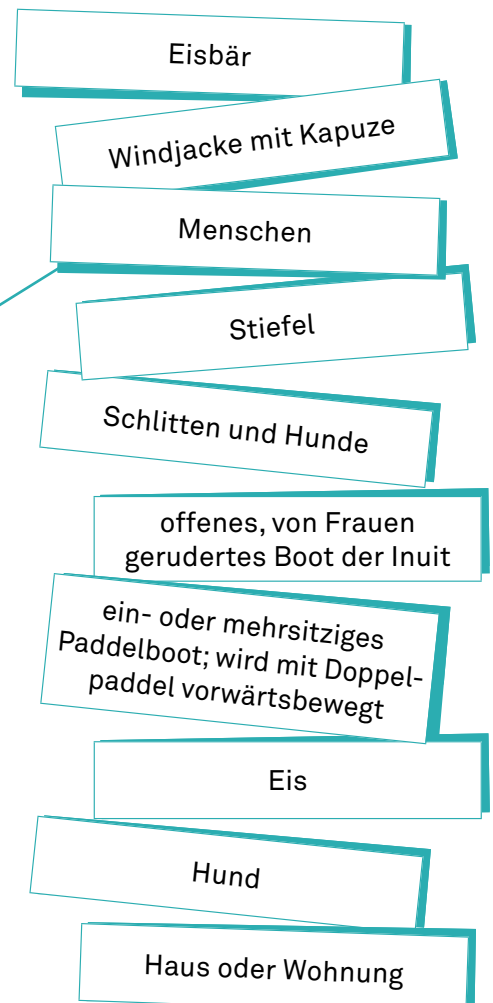 Eisbär
Windjacke mit Kapuze
Menschen
Stiefel
Schlitten und Hunde
offenes, von Frauen
gerudertes Boot der Inuit
ein- oder mehrsitziges
Paddelboot; wird mit Doppel-
paddel vorwärtsbewegt
Eis
Hund
Haus oder Wohnung